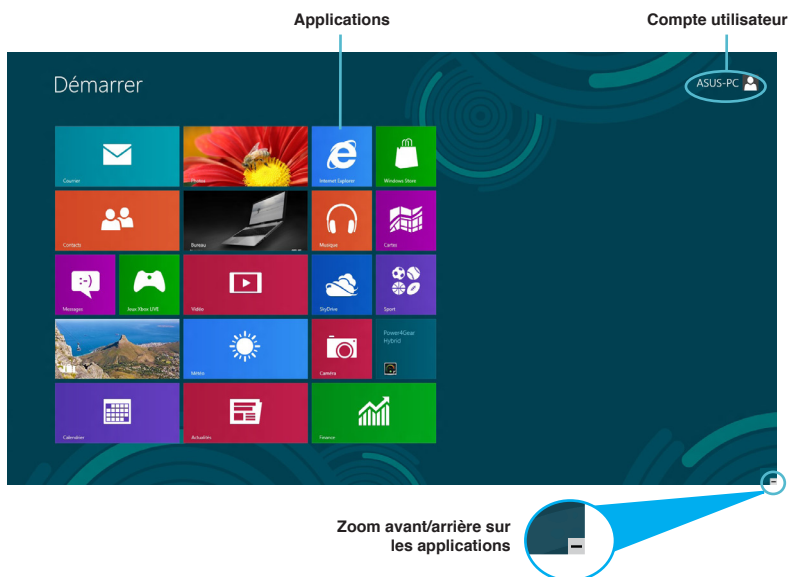 Applications
Compte utilisateur
Démarrer
ASUS-PC
Courrier
Photos
Internet Explorer
Windows Store
Contacts
Bureau
Musique
Cartes
Messages
Jeux Xbox LIVE
Vidéo
SkyDrive
Sport
Météo
Caméra
Power4Gear
Hybrid
Calendrier
Actualités
Finance
Zoom avant/arrière sur
les applications